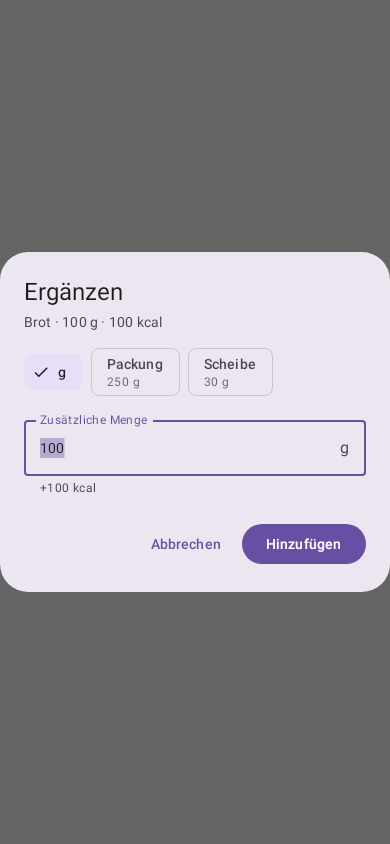 Ergänzen
Brot · 100 g · 100 kcal
g
Packung
250 g
Scheibe
30 g
Zusätzliche Menge
100 g
+100 kcal
Abbrechen Hinzufügen